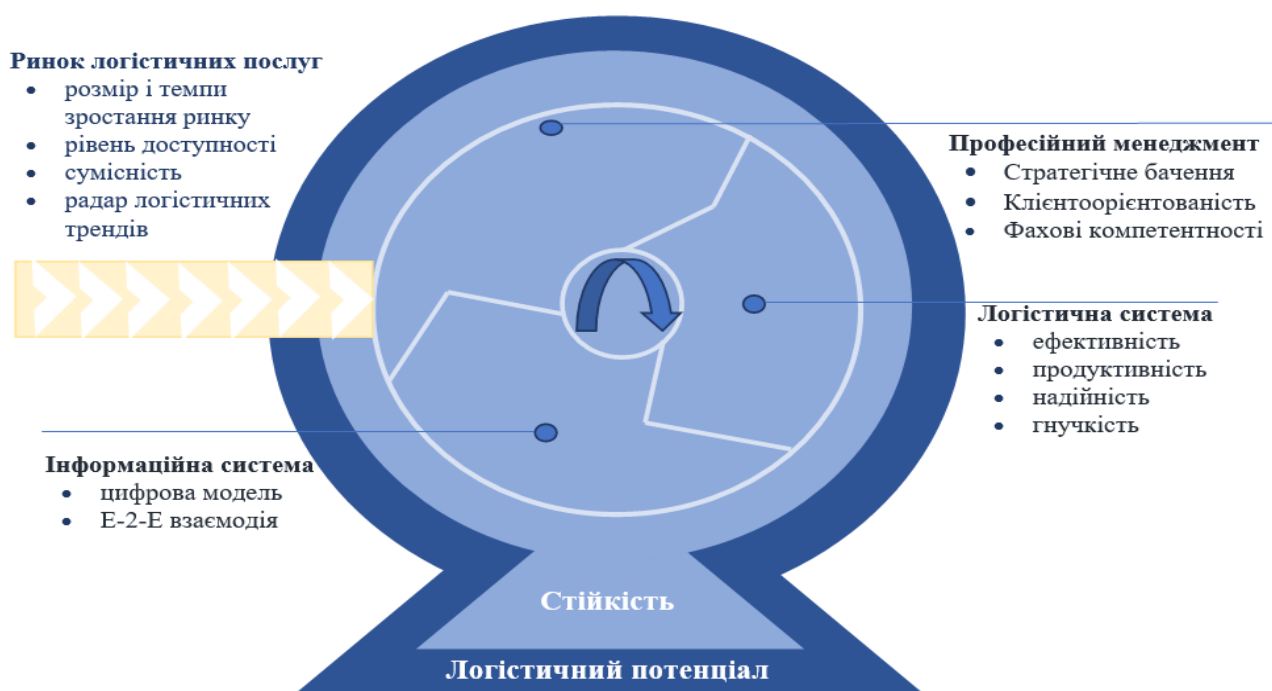 Ринок логістичних послуг
• розмір і темпи
зростання ринку
• рівень доступності
• сумісність
• радар логістичних
трендів
Професійний менеджмент
• Стратегічне бачення
• Клієнтоорієнтованість
• Фахові компетентності
Логістична система
• ефективність
• продуктивність
• надійність
• гнучкість
Інформаційна система
• цифрова модель
• Е-2-Е взаємодія
Стійкість
Логістичний потенціал